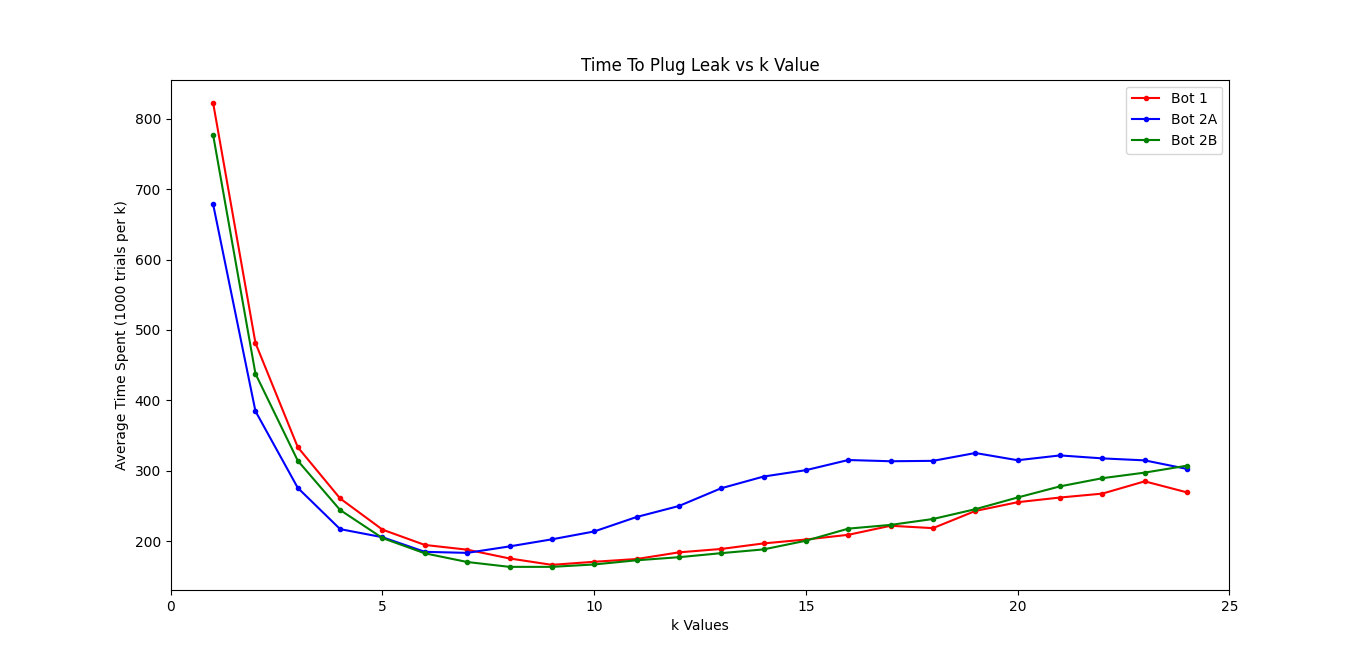 Time To Plug Leak vs k Value
Average Time Spent (1000 trials per k)
800
700
600
500
400
300
200
0
5
10
15
20
25
k Values
Bot 1
Bot 2A
Bot 2B